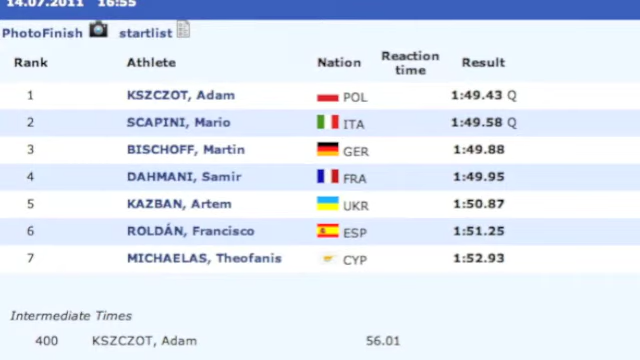 14.07.2011 16:55
PhotoFinish startlist
Rank Athlete Nation Reaction time Result
1 KSZCZOT, Adam POL 1:49.43 Q
2 SCAPINI, Mario ITA 1:49.58 Q
3 BISCHOFF, Martin GER 1:49.88
4 DAHMANI, Samir FRA 1:49.95
5 KAZBAN, Artem UKR 1:50.87
6 ROLDÁN, Francisco ESP 1:51.25
7 MICHAELAS, Theofanis CYP 1:52.93
Intermediate Times
400 KSZCZOT, Adam 56.01